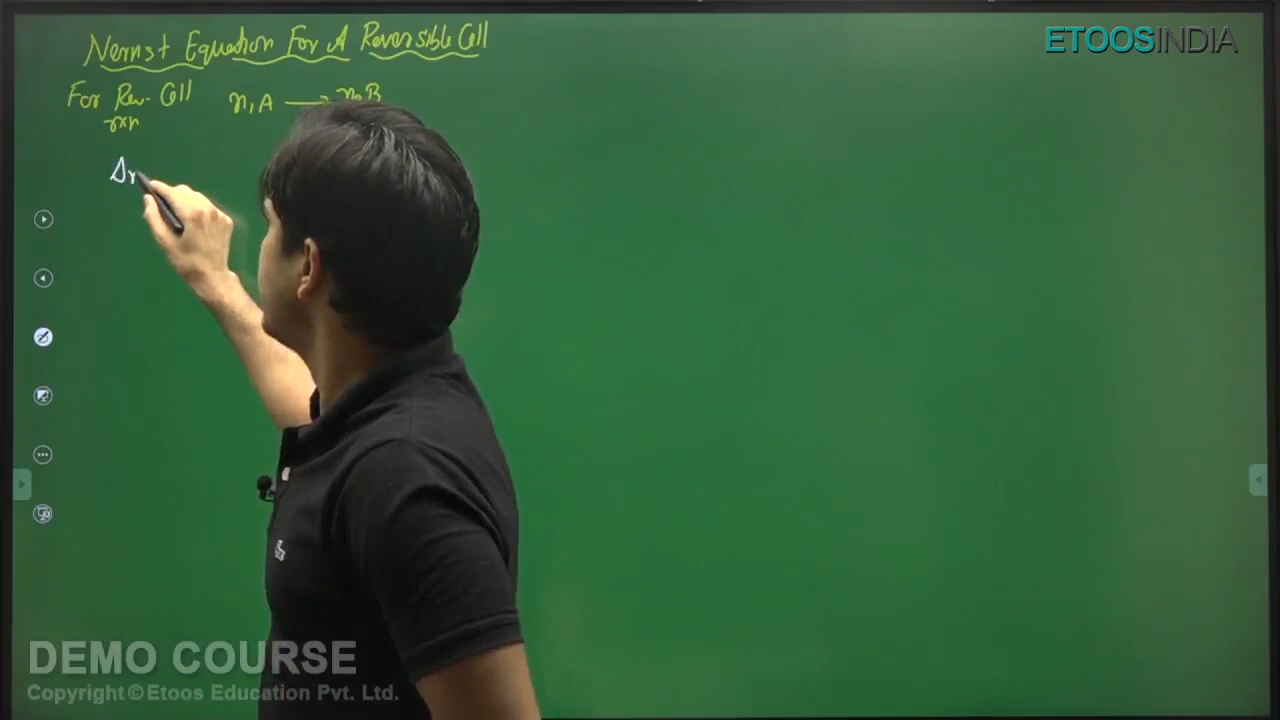 Nernst Equation For A Reversible Cell
ETOOSINDIA
For Rev. Cell n₁A ⟶ n₂B
rxn
Δr
DEMO COURSE
Copyright © Etoos Education Pvt. Ltd.